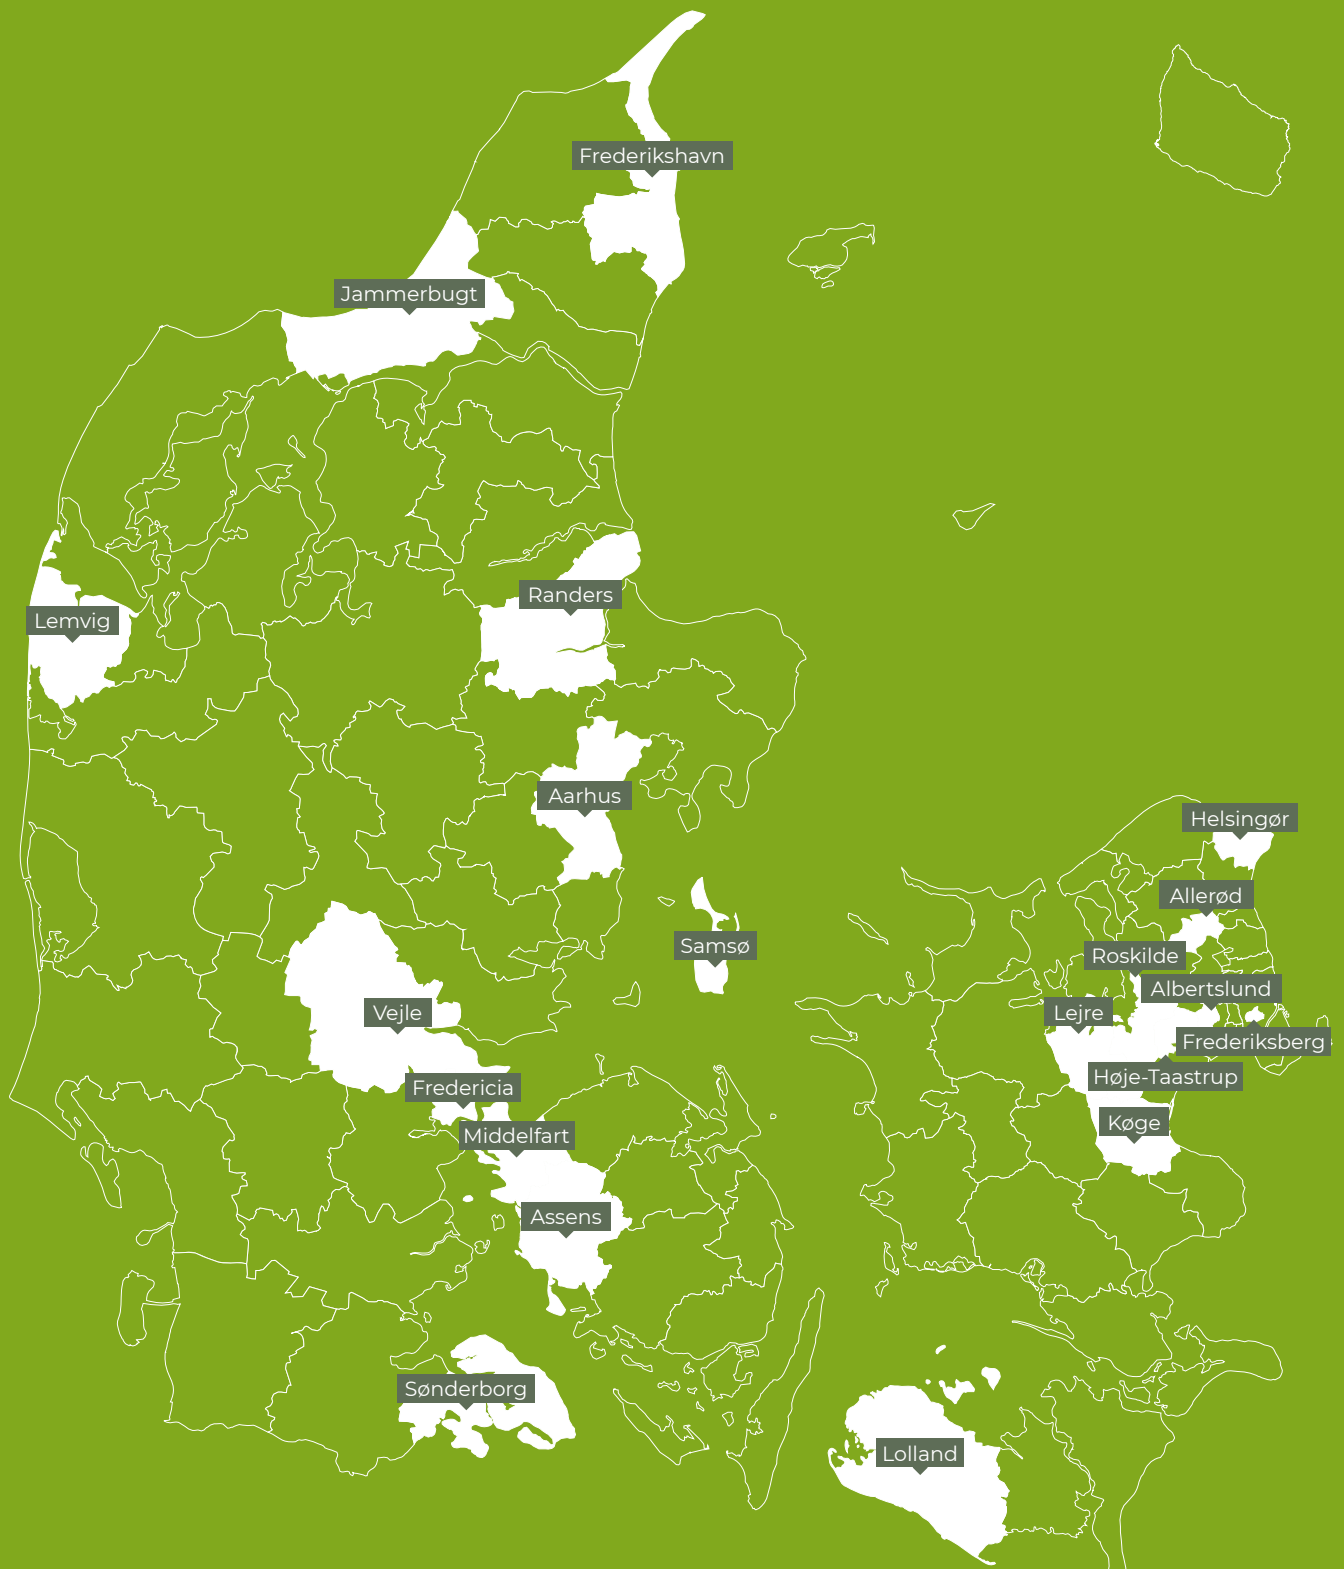 Frederikshavn
Jammerbugt
Randers
Lemvig
Aarhus
Helsingør
Allerød
Samsø
Roskilde
Albertslund
Vejle
Lejre
Frederiksberg
Høje-Taastrup
Fredericia
Køge
Middelfart
Assens
Sønderborg
Lolland